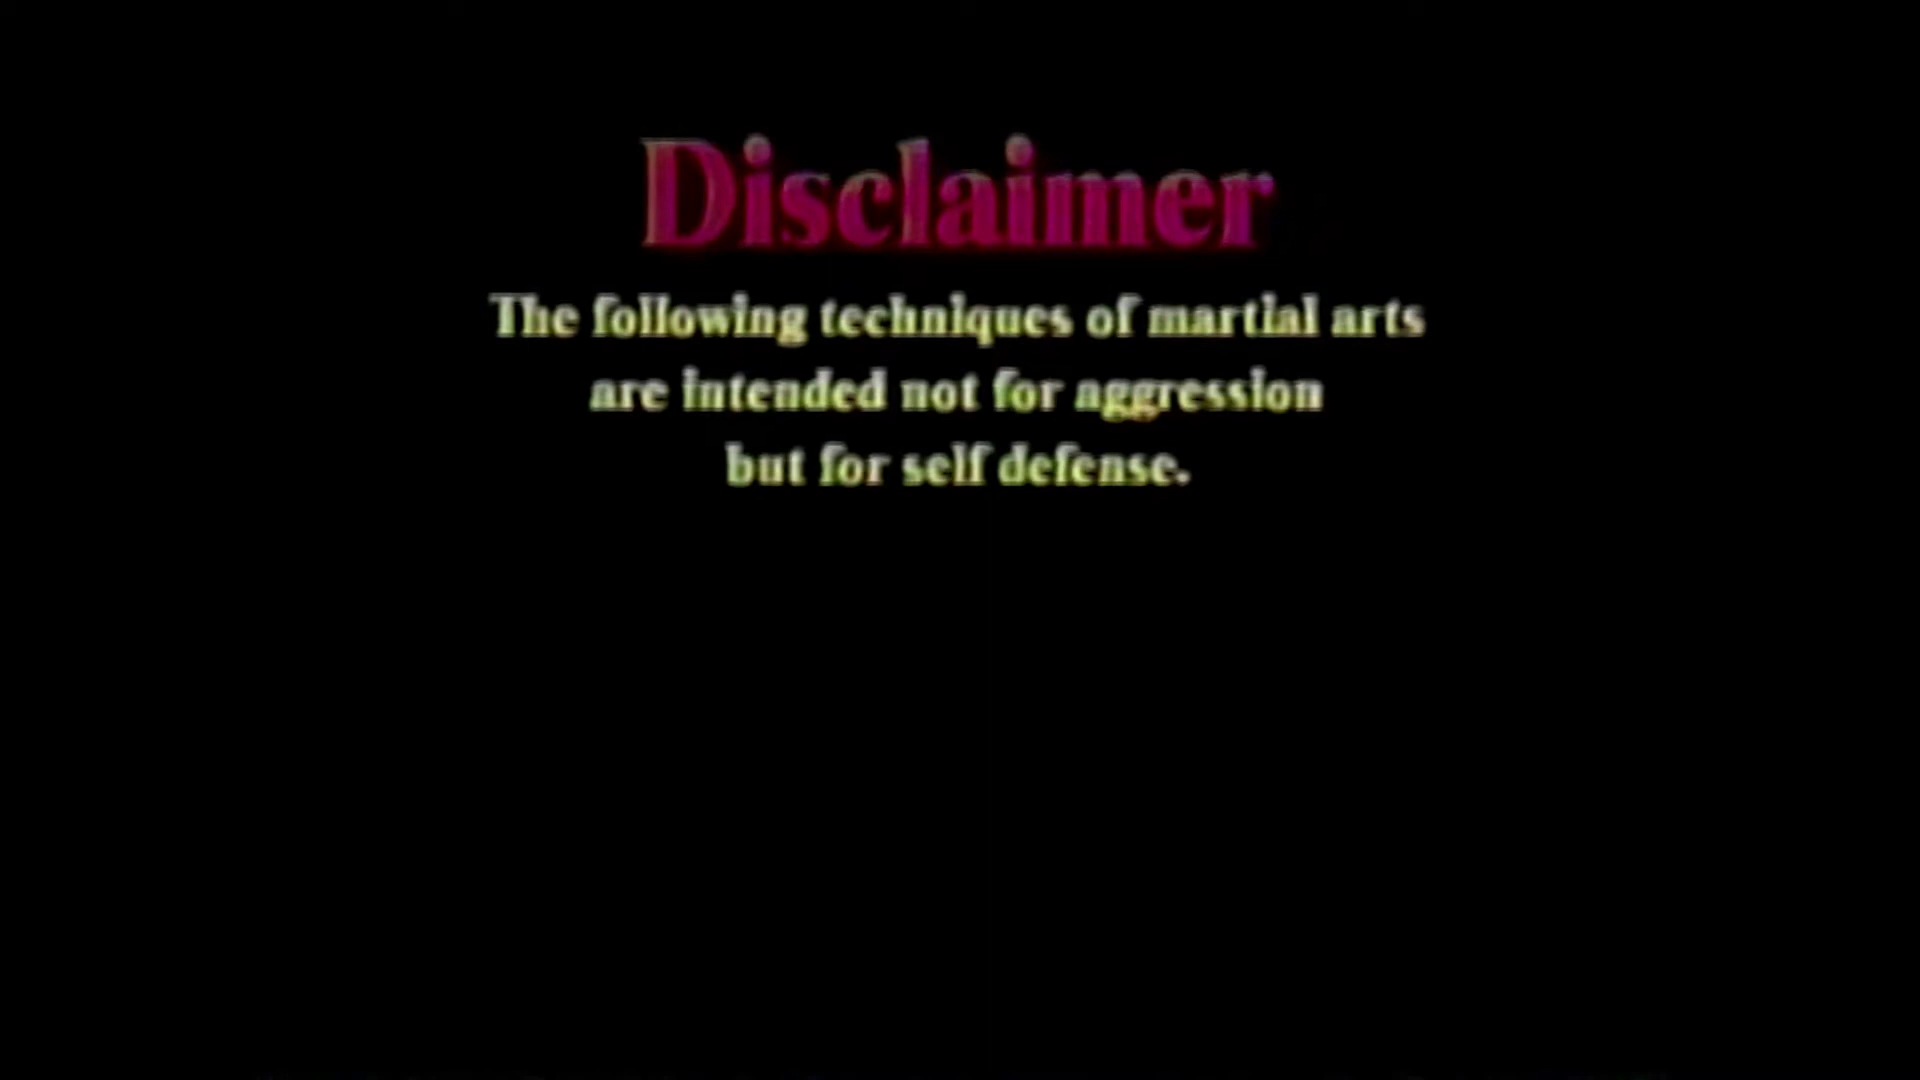 Disclaimer
The following techniques of martial arts
are intended not for aggression
but for self defense.